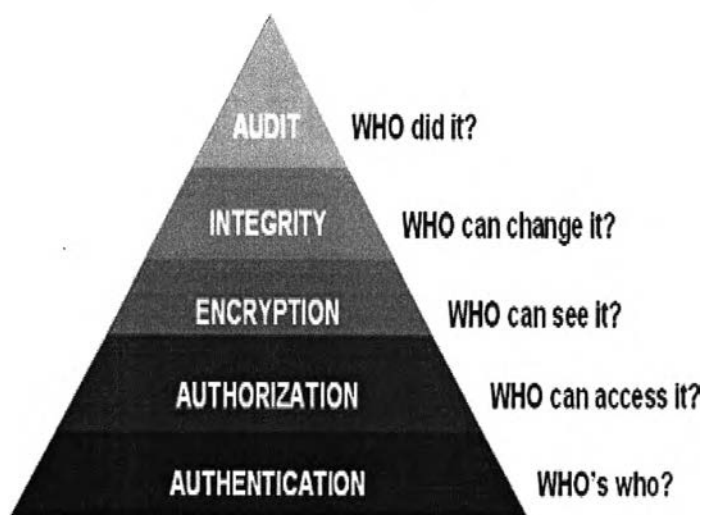 AUDIT WHO did it?
INTEGRITY WHO can change it?
ENCRYPTION WHO can see it?
AUTHORIZATION WHO can access it?
AUTHENTICATION WHO's who?